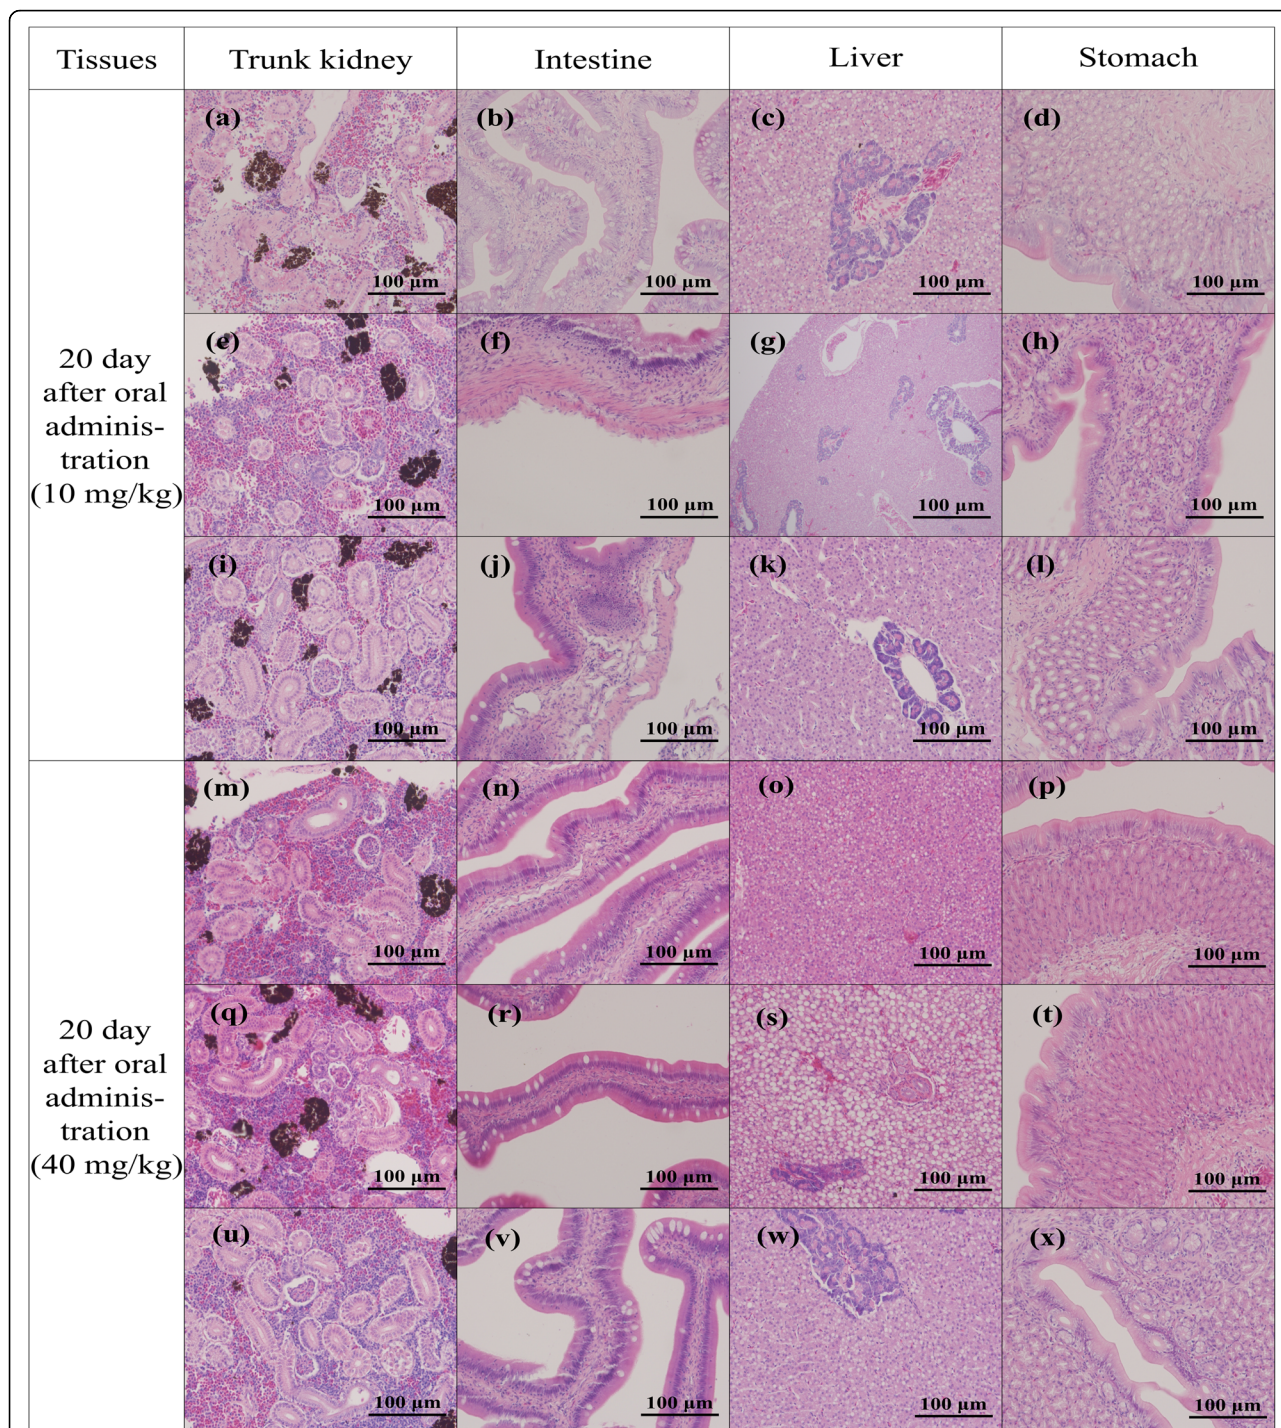 Tissues Trunk kidney Intestine Liver Stomach
(a) (b) (c) (d)
100 µm 100 µm 100 µm 100 µm
20 day
after oral
adminis-
tration
(10 mg/kg)
(e) (f) (g) (h)
100 µm 100 µm 100 µm 100 µm
(i) (j) (k) (l)
100 µm 100 µm 100 µm 100 µm
20 day
after oral
adminis-
tration
(40 mg/kg)
(m) (n) (o) (p)
100 µm 100 µm 100 µm 100 µm
(q) (r) (s) (t)
100 µm 100 µm 100 µm 100 µm
(u) (v) (w) (x)
100 µm 100 µm 100 µm 100 µm